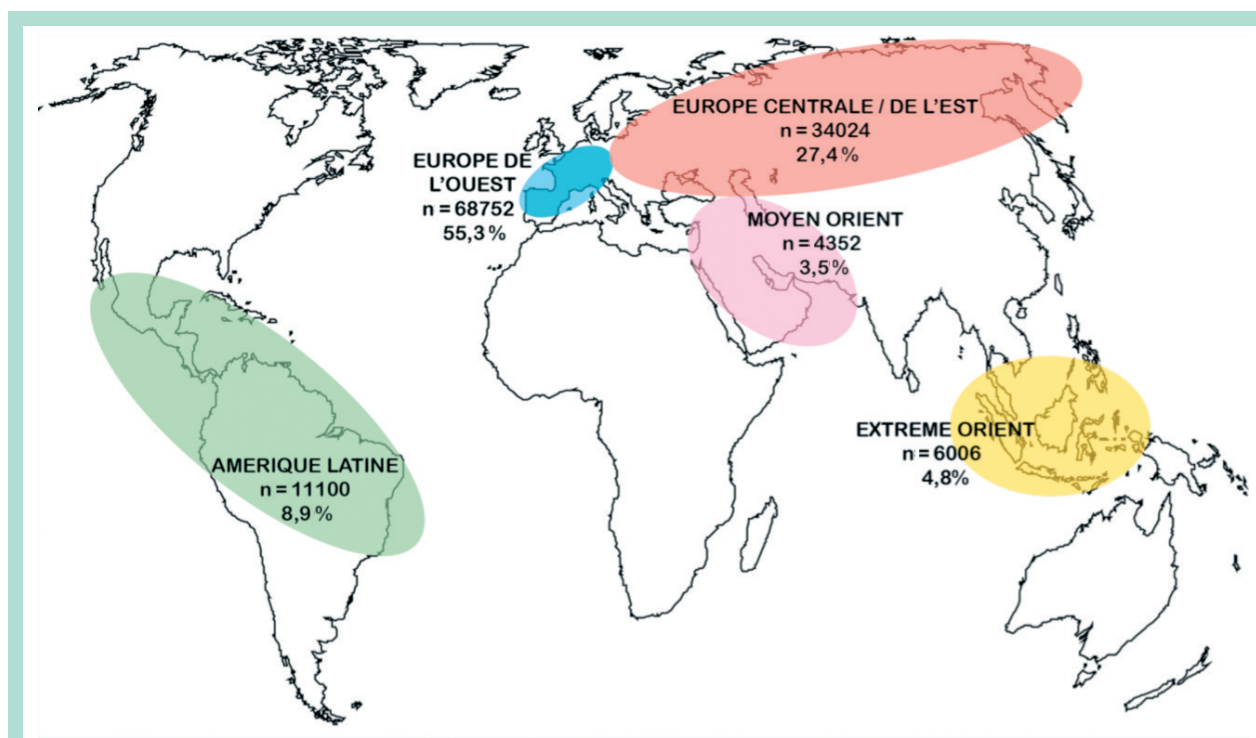 EUROPE CENTRALE / DE L'EST
n = 34024
27,4 %
EUROPE DE
L'OUEST
n = 68752
55,3 %
MOYEN ORIENT
n = 4352
3,5 %
EXTREME ORIENT
n = 6006
4,8%
AMERIQUE LATINE
n = 11100
8,9 %